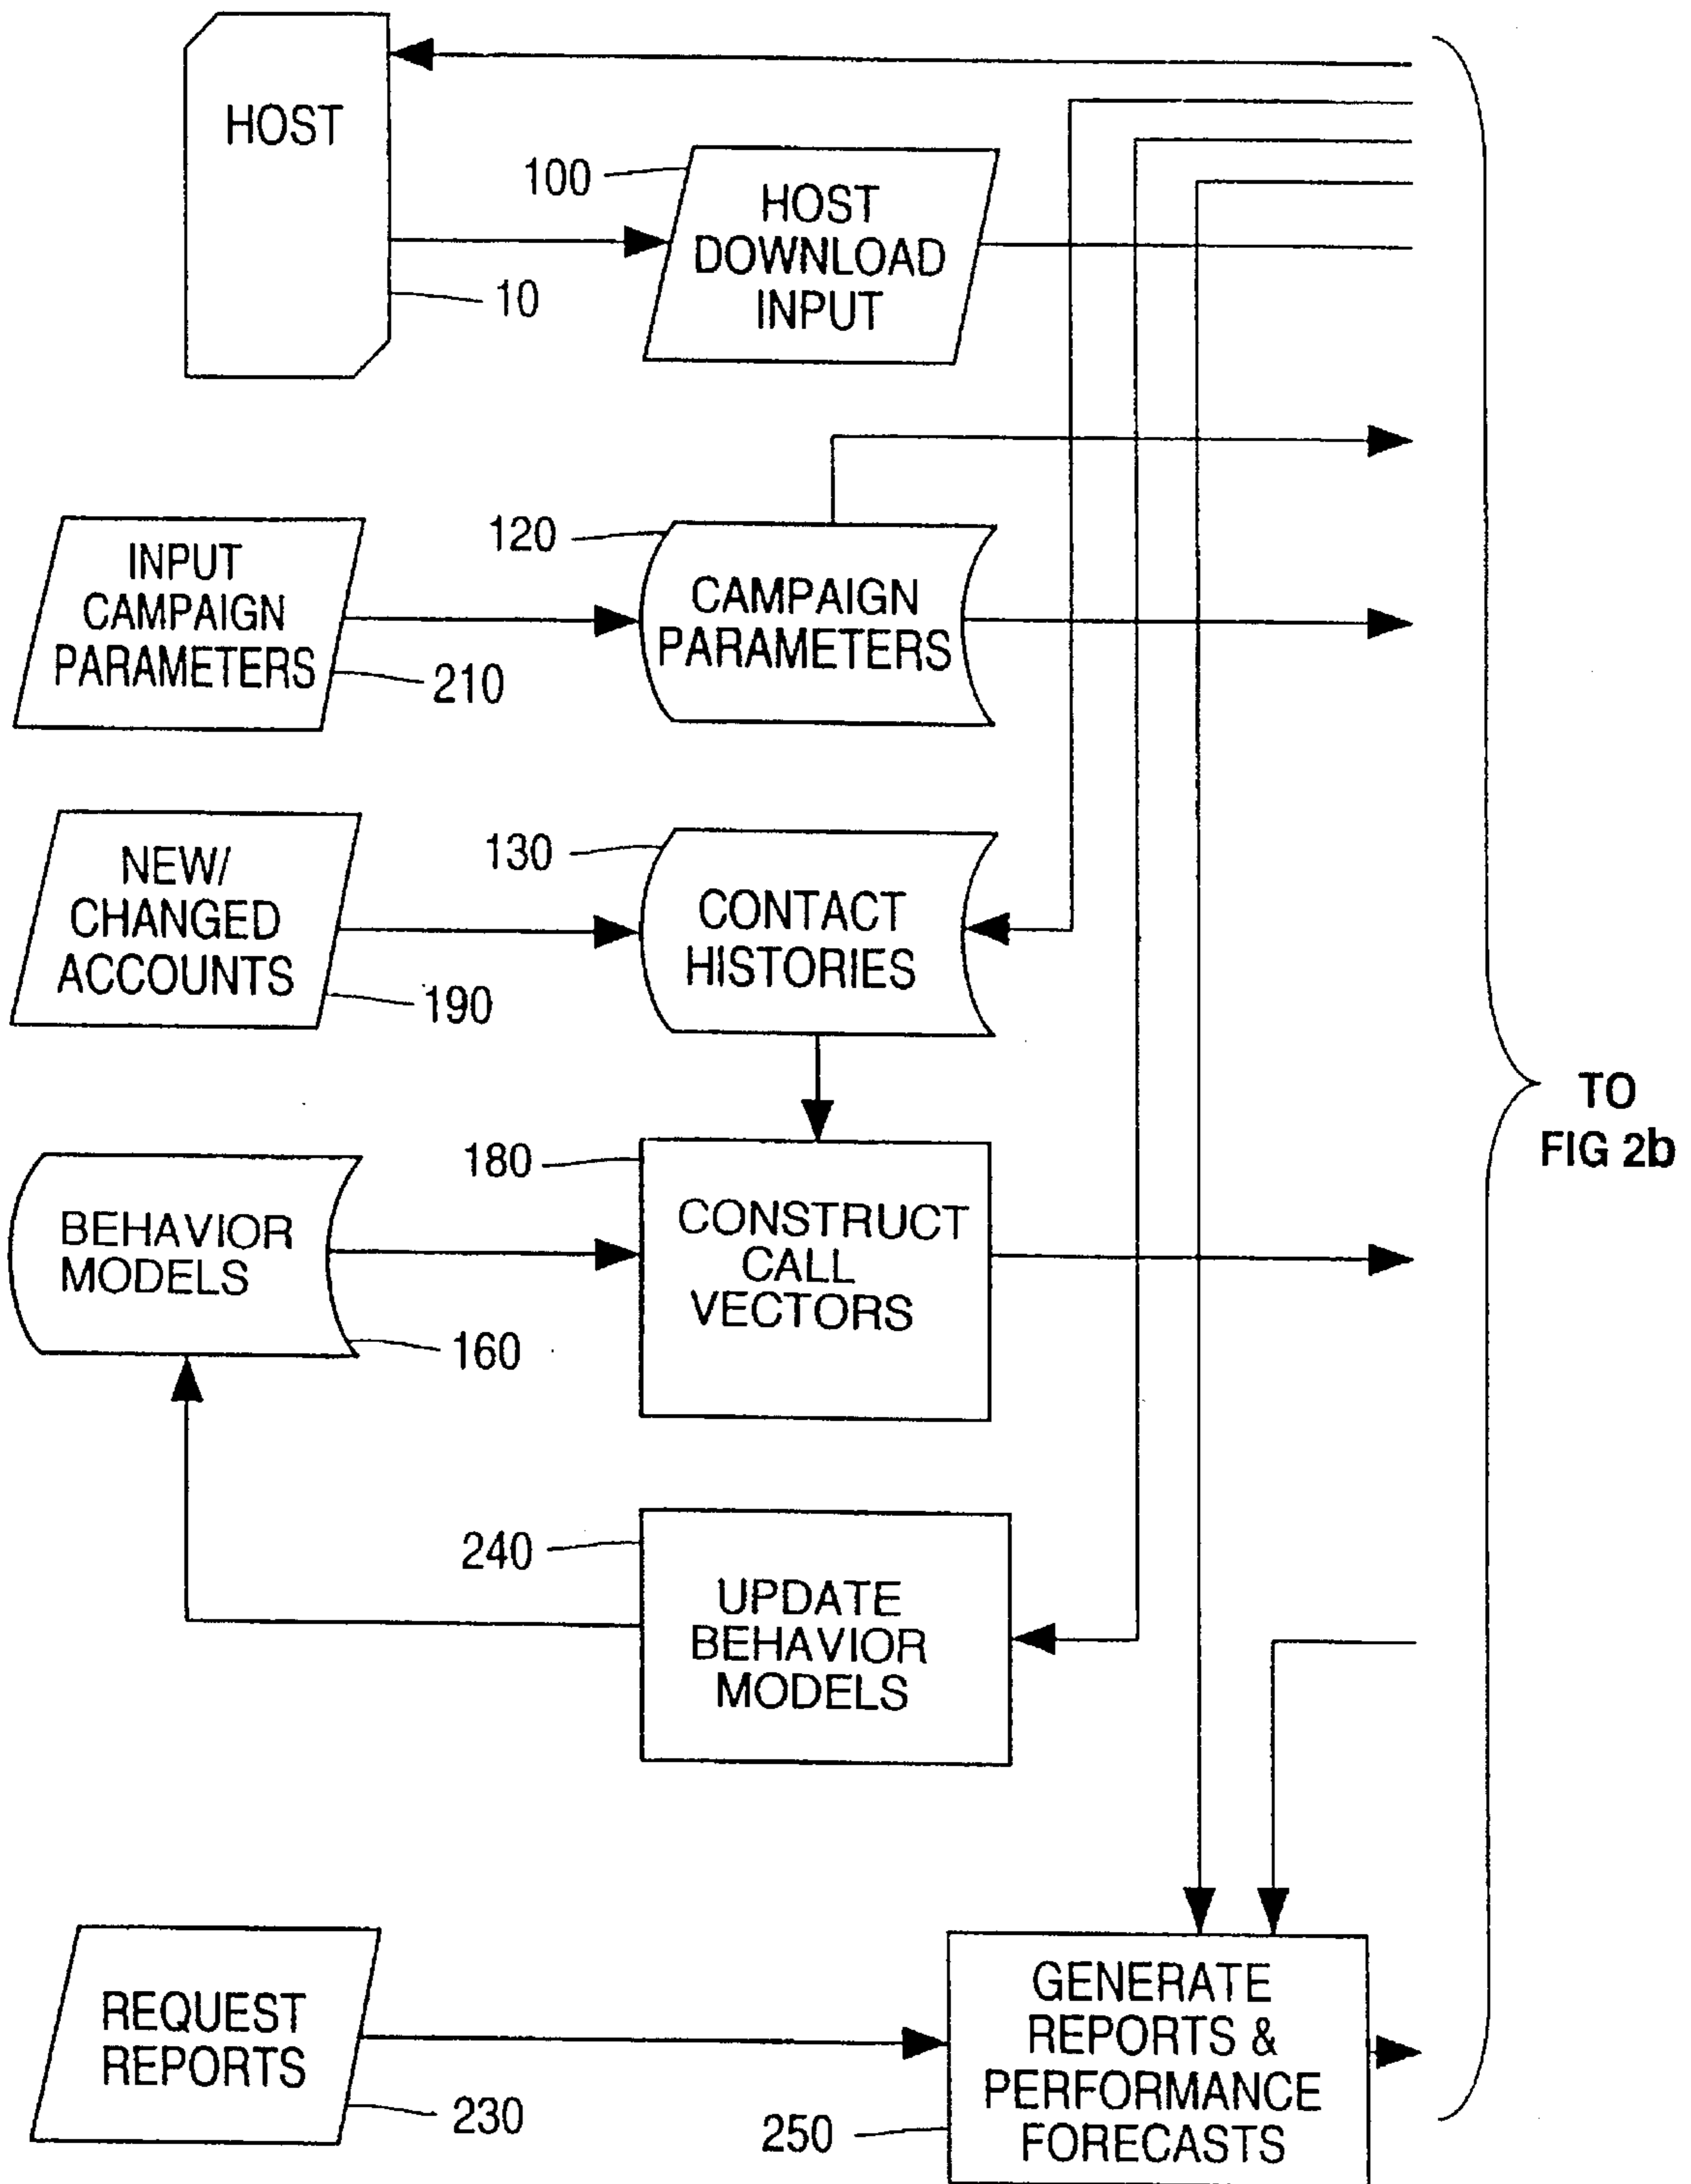 HOST
10
100
HOST
DOWNLOAD
INPUT
INPUT
CAMPAIGN
PARAMETERS
210
120
CAMPAIGN
PARAMETERS
NEW/
CHANGED
ACCOUNTS
190
130
CONTACT
HISTORIES
TO
FIG 2b
BEHAVIOR
MODELS
160
180
CONSTRUCT
CALL
VECTORS
240
UPDATE
BEHAVIOR
MODELS
REQUEST
REPORTS
230
250
GENERATE
REPORTS &
PERFORMANCE
FORECASTS